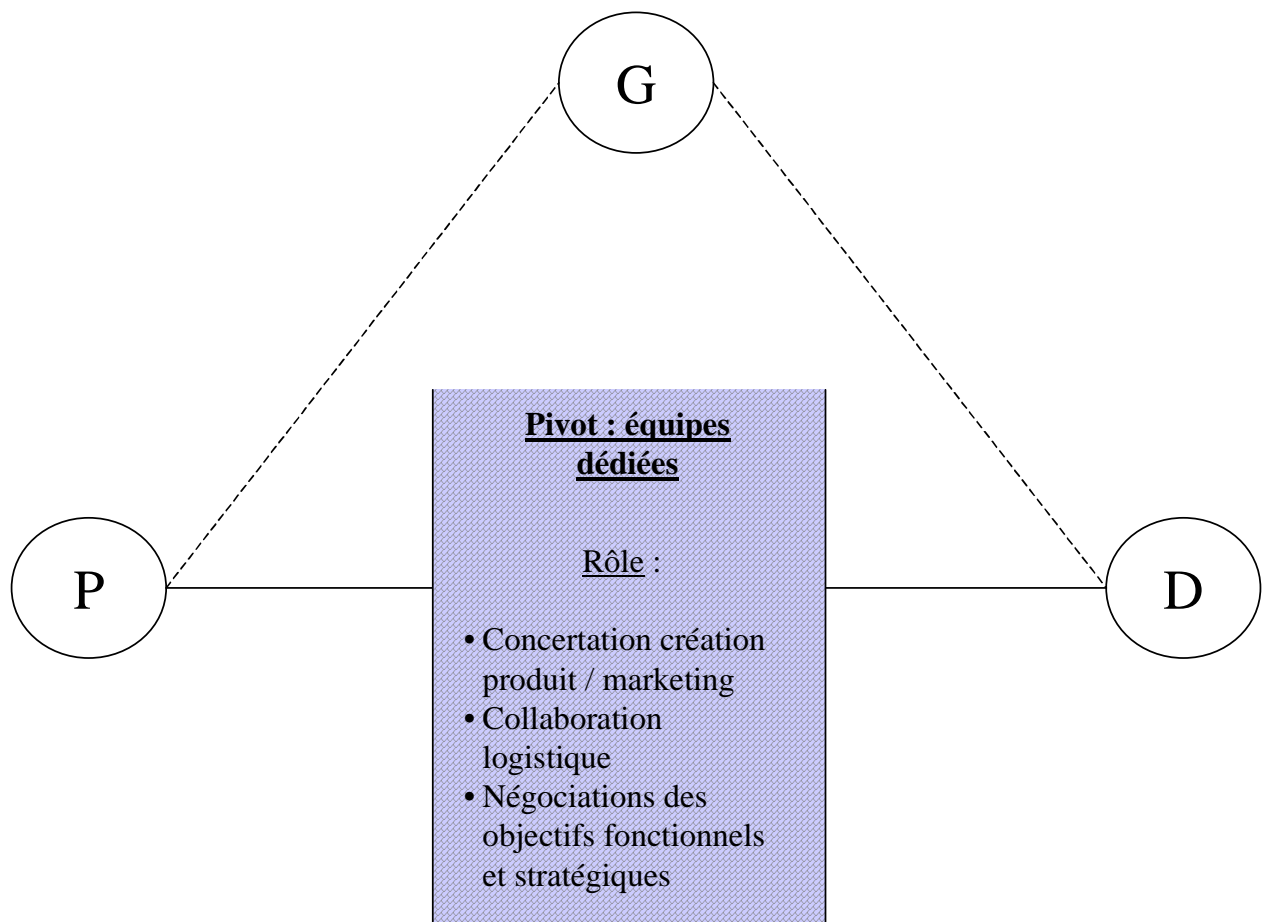 G
Pivot : équipes
dédiées
Rôle :
P
D
• Concertation création
produit / marketing
• Collaboration
logistique
• Négociations des
objectifs fonctionnels
et stratégiques